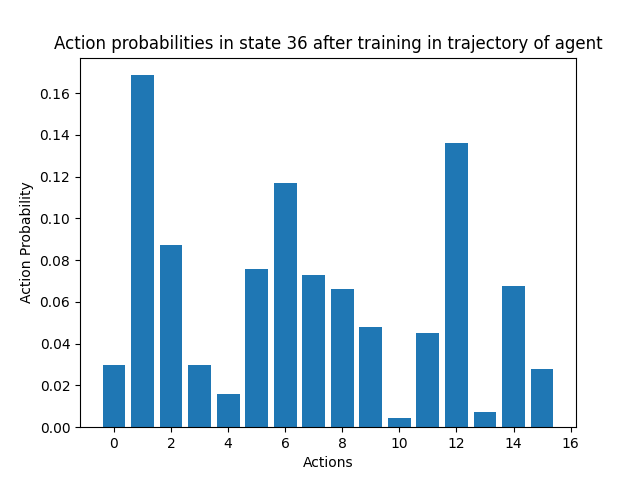 Action probabilities in state 36 after training in trajectory of agent
0.16
0.14
0.12
0.10
0.08
0.06
0.04
0.02
0.00
Action Probability
0 2 4 6 8 10 12 14 16
Actions